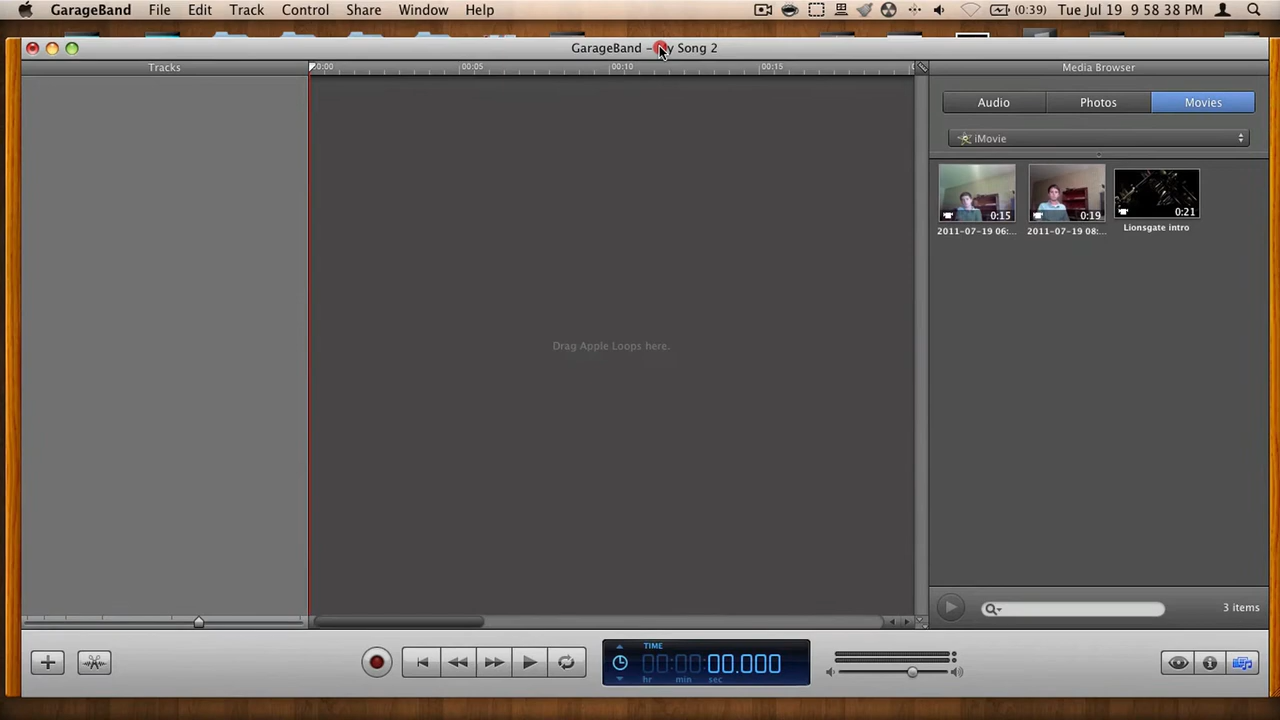 GarageBand File Edit Track Control Share Window Help (0:39) Tue Jul 19 9:58:38 PM
GarageBand - My Song 2
Tracks
00:00 00:05 00:10 00:15
Media Browser
Audio Photos Movies
iMovie
0:15 0:19 0:21
2011-07-19 06:... 2011-07-19 08:... Lionsgate intro
Drag Apple Loops here.
3 items
TIME
00:00:00.000
hr min sec